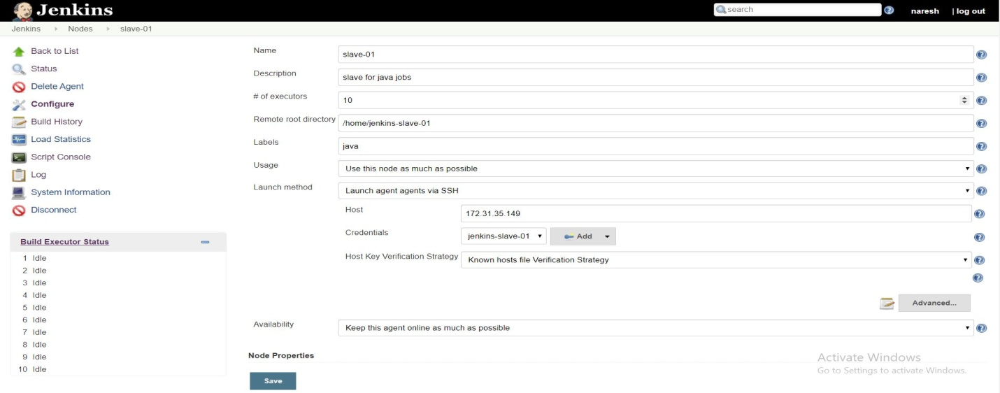 Jenkins
search
naresh | log out
Jenkins Nodes slave-01
Back to List
Status
Delete Agent
Configure
Build History
Load Statistics
Script Console
Log
System Information
Disconnect
Build Executor Status
1 Idle
2 Idle
3 Idle
4 Idle
5 Idle
6 Idle
7 Idle
8 Idle
9 Idle
10 Idle
Name slave-01
Description slave for java jobs
# of executors 10
Remote root directory /home/jenkins-slave-01
Labels java
Usage Use this node as much as possible
Launch method Launch agent agents via SSH
Host 172.31.35.149
Credentials jenkins-slave-01 Add
Host Key Verification Strategy Known hosts file Verification Strategy
Advanced...
Availability Keep this agent online as much as possible
Node Properties
Save
Activate Windows
Go to Settings to activate Windows.